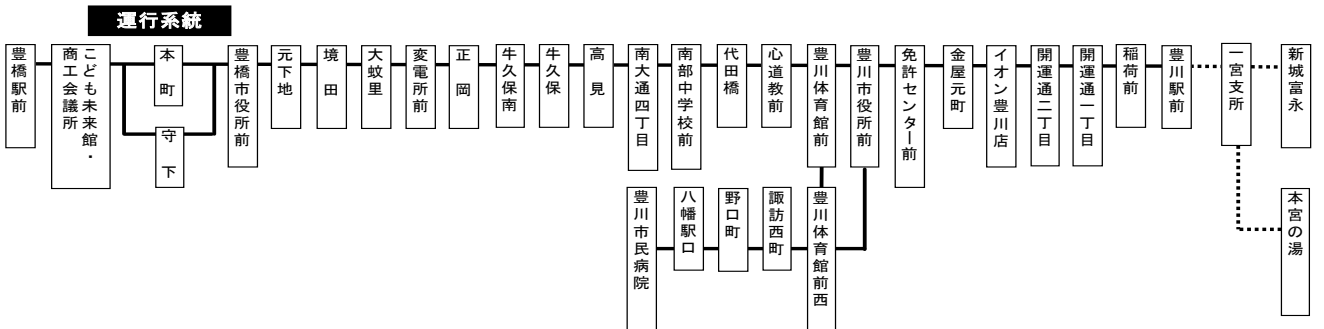 運行系統
豊橋駅前
こども未来館・
商工会議所
本町
守下
豊橋市役所前
元下地
境田
大蚊里
変電所前
正岡
牛久保南
牛久保
高見
南大通四丁目
南部中学校前
代田橋
心道教前
豊川体育館前
豊川市役所前
免許センター前
金屋元町
イオン豊川店
開運通二丁目
開運通一丁目
稲荷前
豊川駅前
一宮支所
新城富永
豊川市民病院
八幡駅口
野口町
諏訪西町
豊川体育館前西
本宮の湯